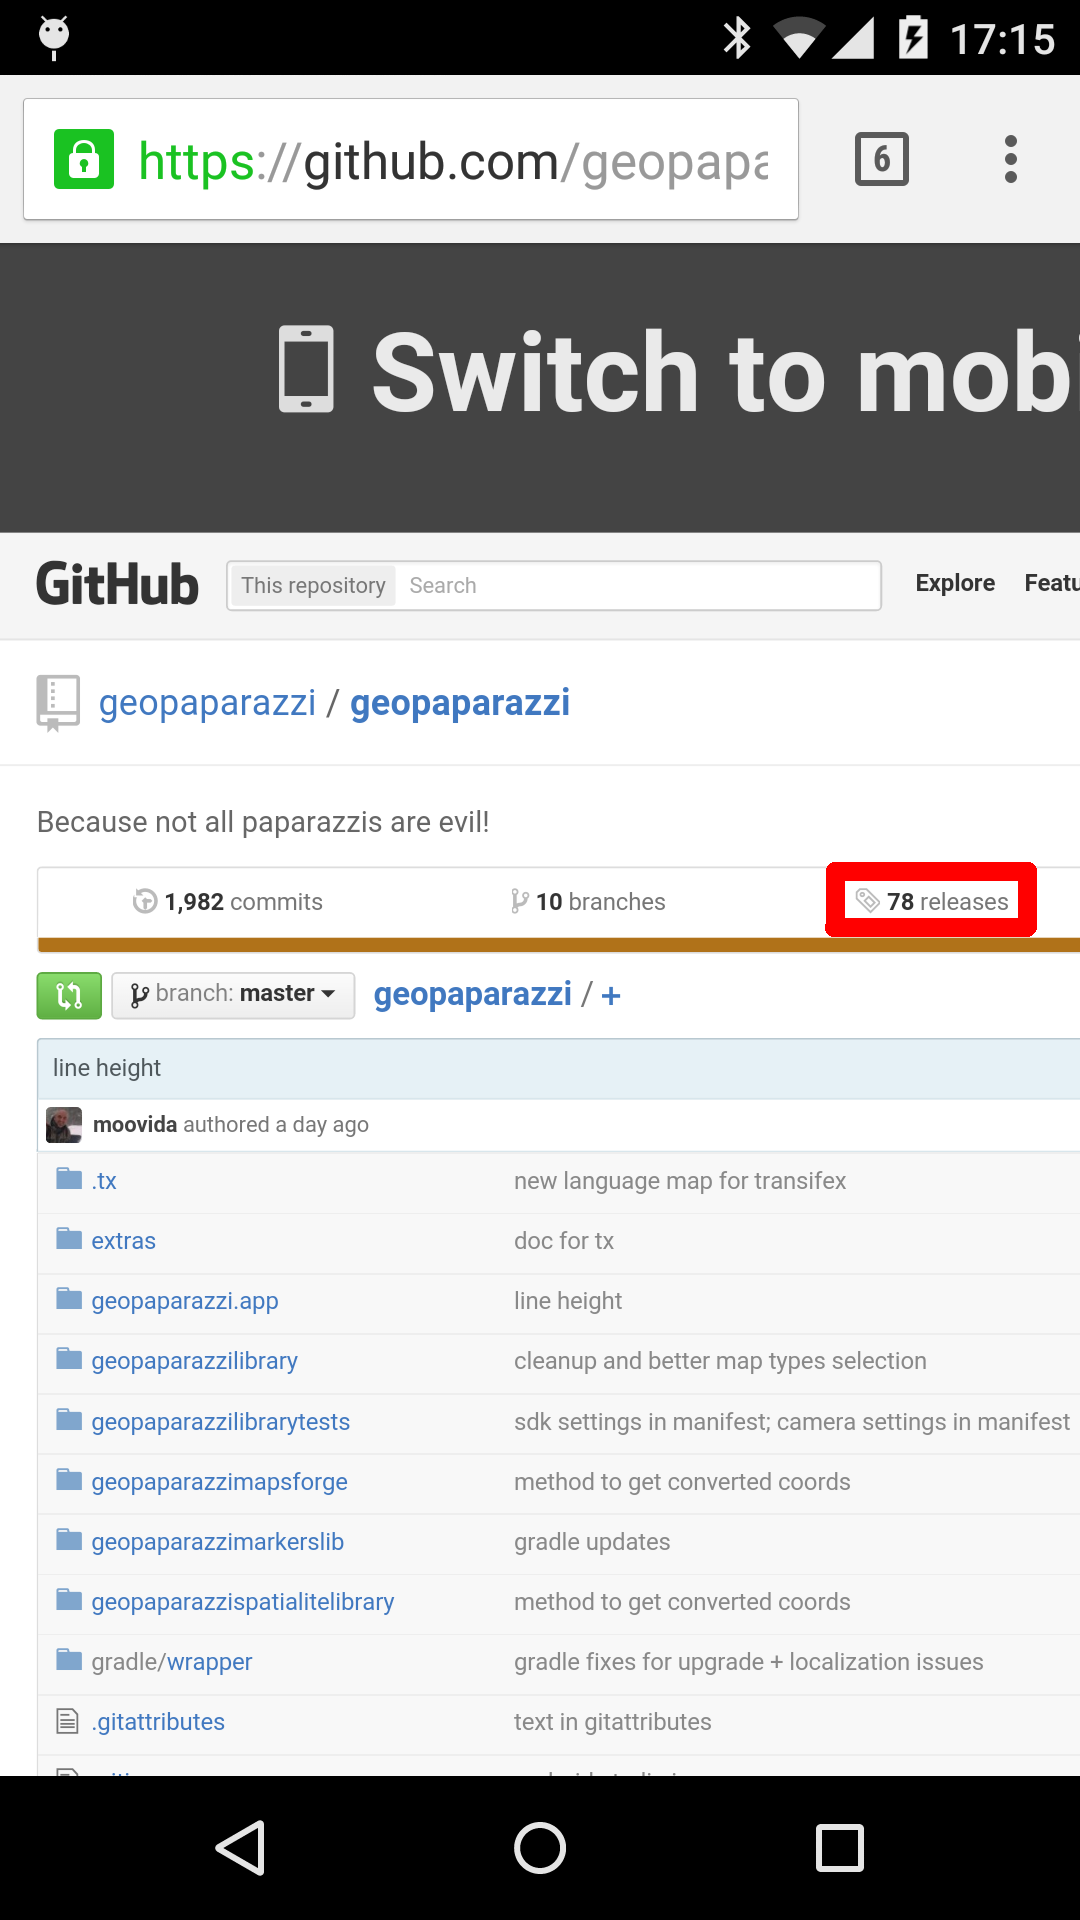 17:15
https://github.com/geopapa
6
Switch to mobi
GitHub This repository Search Explore Featu
geopaparazzi / geopaparazzi
Because not all paparazzis are evil!
1,982 commits 10 branches 78 releases
branch: master geopaparazzi / +
line height
moovida authored a day ago
.tx new language map for transifex
extras doc for tx
geopaparazzi.app line height
geopaparazzilibrary cleanup and better map types selection
geopaparazzilibrarytests sdk settings in manifest; camera settings in manifest
geopaparazzimapsforge method to get converted coords
geopaparazzimarkerslib gradle updates
geopaparazzispatialitelibrary method to get converted coords
gradle/wrapper gradle fixes for upgrade + localization issues
.gitattributes text in gitattributes